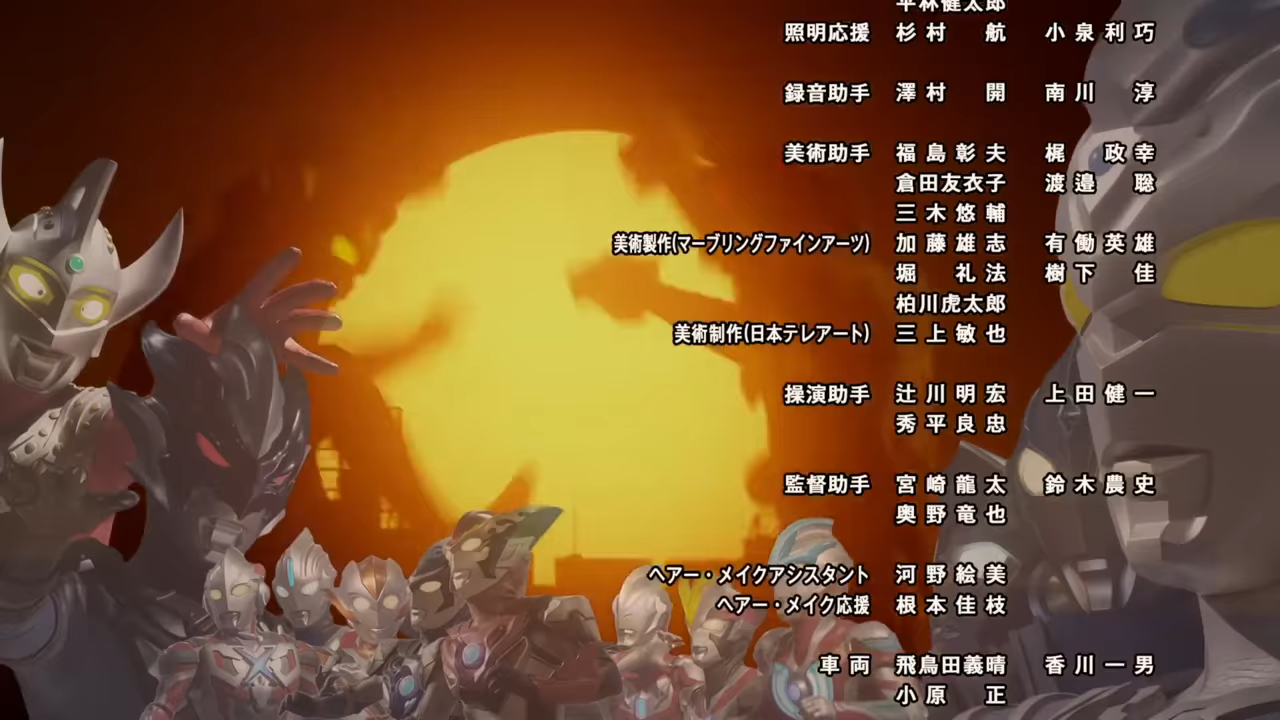 平林健太郎
照明応援 杉村 航 小泉利巧
録音助手 澤村 開 南川 淳
美術助手 福島彰夫 梶 政幸
倉田友衣子 渡邉 聡
三木悠輔
美術製作(マーブリングファインアーツ) 加藤雄志 有働英雄
堀 礼法 樹下 佳
柏川虎太郎
美術制作(日本テレアート) 三上敏也
操演助手 辻川明宏 上田健一
秀平良忠
監督助手 宮崎龍太 鈴木農史
奥野竜也
ヘアー・メイクアシスタント 河野絵美
ヘアー・メイク応援 根本佳枝
車両 飛鳥田義晴 香川一男
小原 正